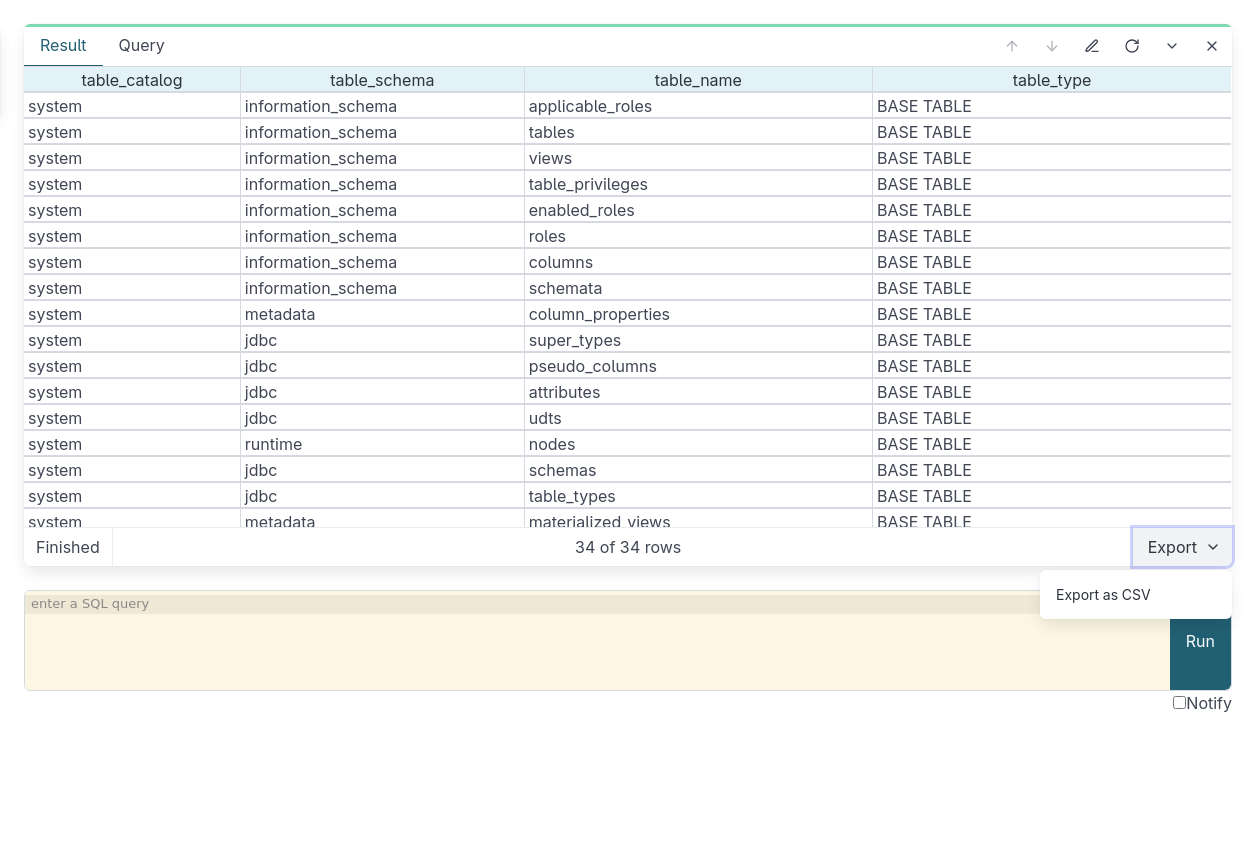 Result Query
table_catalog table_schema table_name table_type
system information_schema applicable_roles BASE TABLE
system information_schema tables BASE TABLE
system information_schema views BASE TABLE
system information_schema table_privileges BASE TABLE
system information_schema enabled_roles BASE TABLE
system information_schema roles BASE TABLE
system information_schema columns BASE TABLE
system information_schema schemata BASE TABLE
system metadata column_properties BASE TABLE
system jdbc super_types BASE TABLE
system jdbc pseudo_columns BASE TABLE
system jdbc attributes BASE TABLE
system jdbc udts BASE TABLE
system runtime nodes BASE TABLE
system jdbc schemas BASE TABLE
system jdbc table_types BASE TABLE
system metadata materialized_views BASE TABLE
Finished 34 of 34 rows Export
Export as CSV
enter a SQL query
Run
Notify